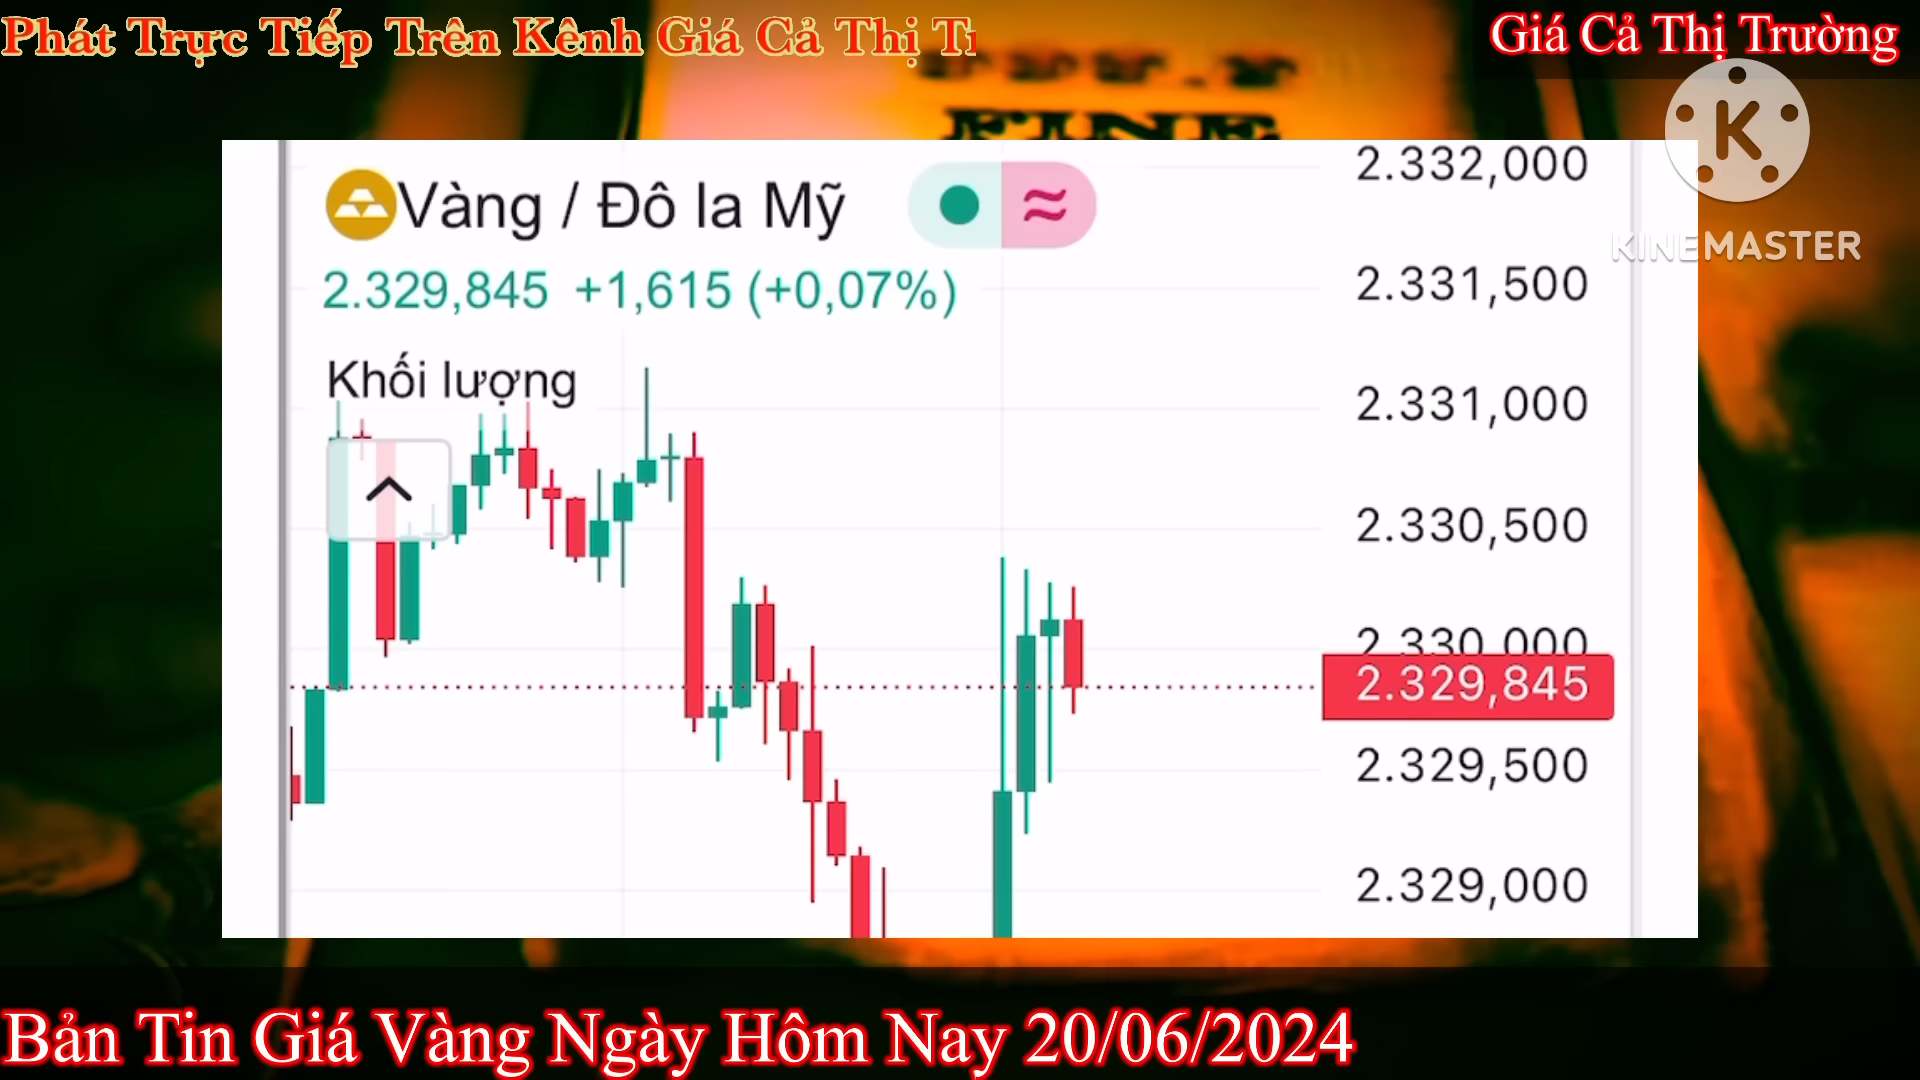 Phát Trực Tiếp Trên Kênh Giá Cả Thị Tr
Giá Cả Thị Trường
FINE
K
KINEMASTER
Vàng / Đô la Mỹ
2.329,845 +1,615 (+0,07%)
Khối lượng
2.332,000
2.331,500
2.331,000
2.330,500
2.330,000
2.329,845
2.329,500
2.329,000
Bản Tin Giá Vàng Ngày Hôm Nay 20/06/2024